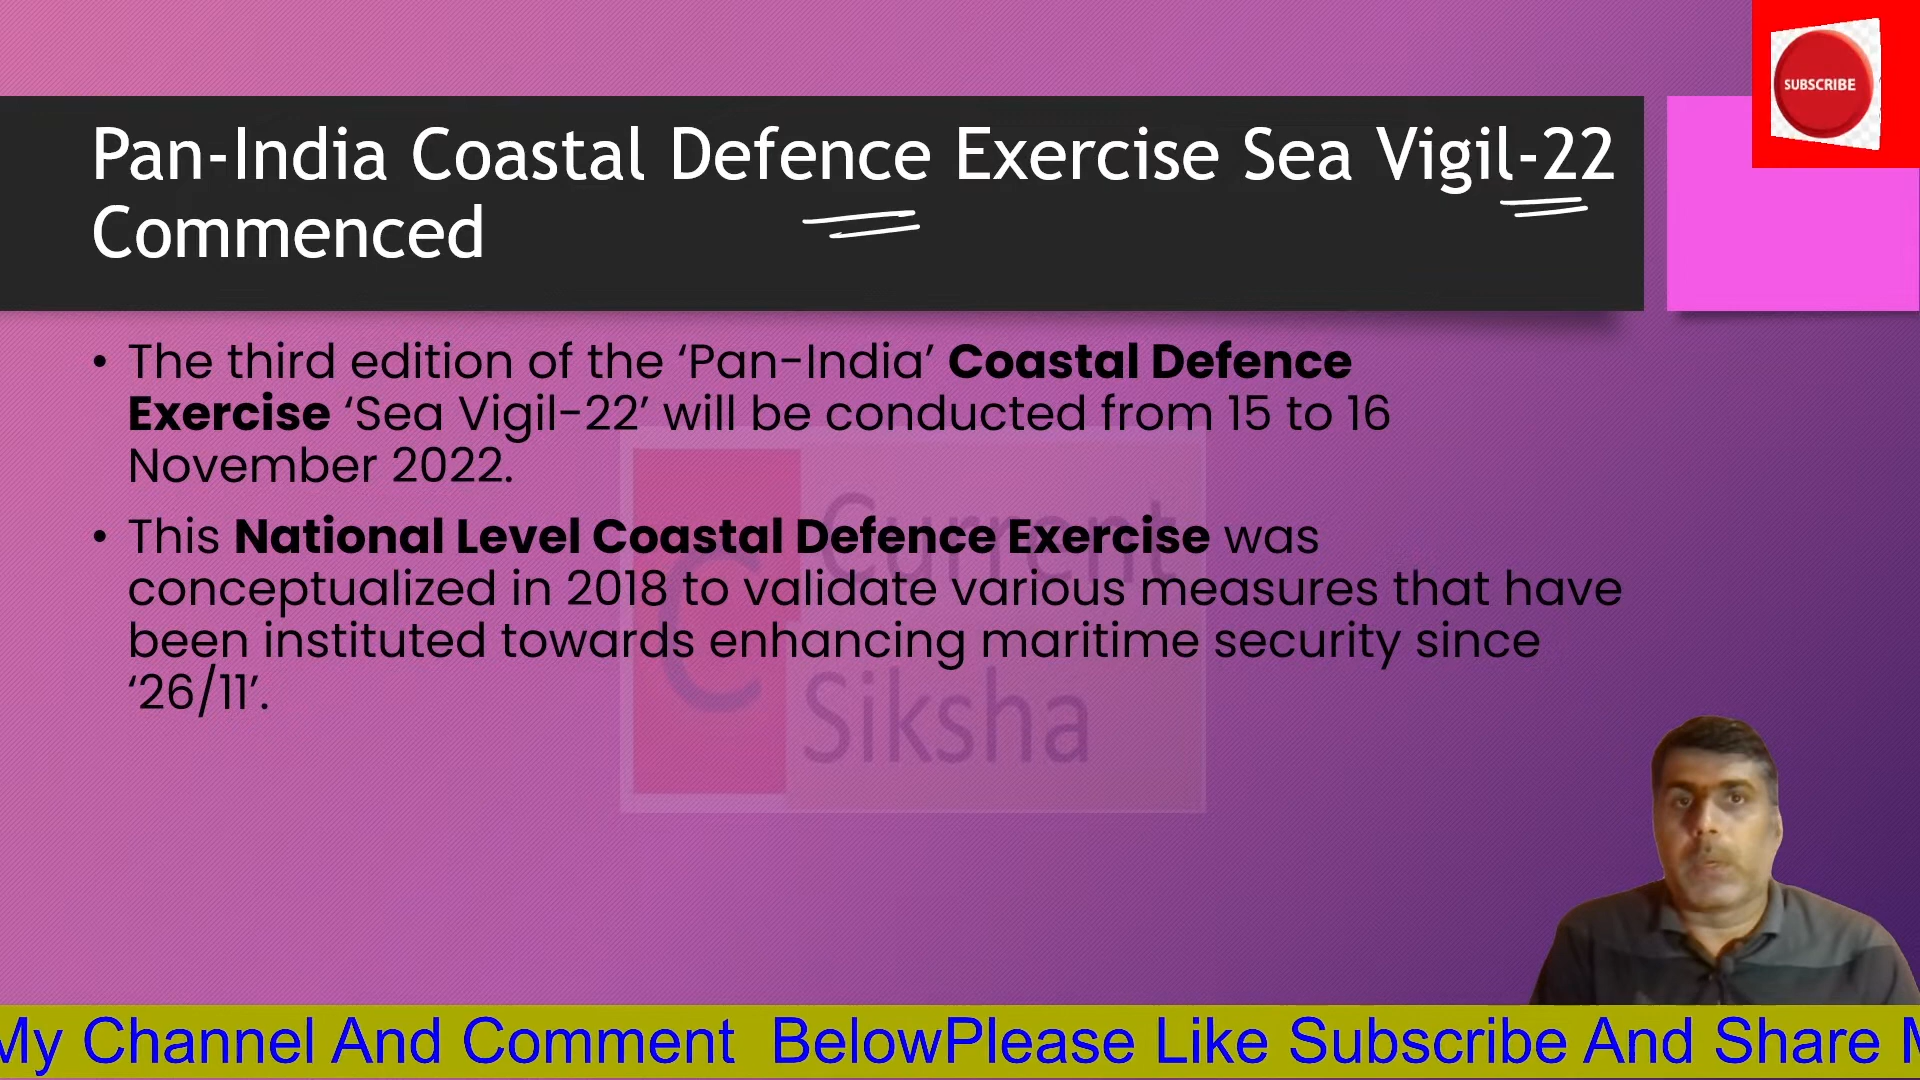 SUBSCRIBE
Pan-India Coastal Defence Exercise Sea Vigil-22
Commenced
• The third edition of the ‘Pan-India’ Coastal Defence
Exercise ‘Sea Vigil-22’ will be conducted from 15 to 16
November 2022.
• This National Level Coastal Defence Exercise was
conceptualized in 2018 to validate various measures that have
been instituted towards enhancing maritime security since
‘26/11’.
C
Current
Siksha
My Channel And Comment BelowPlease Like Subscribe And Share